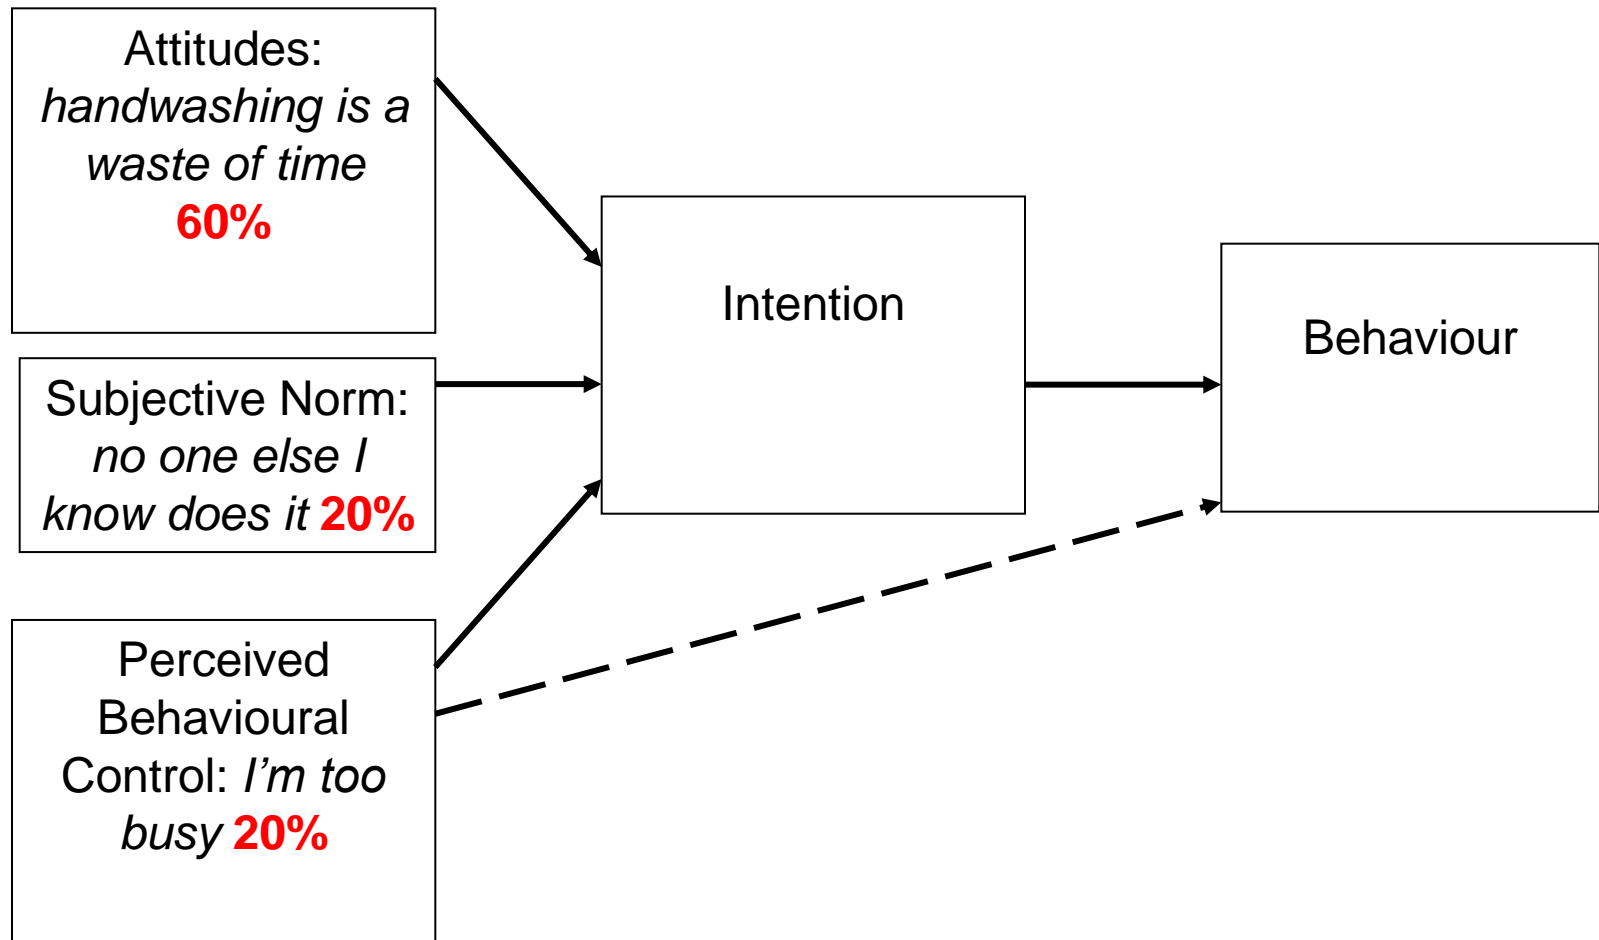 Attitudes:
handwashing is a
waste of time
60%
Subjective Norm:
no one else I
know does it 20%
Perceived
Behavioural
Control: I’m too
busy 20%
Intention
Behaviour